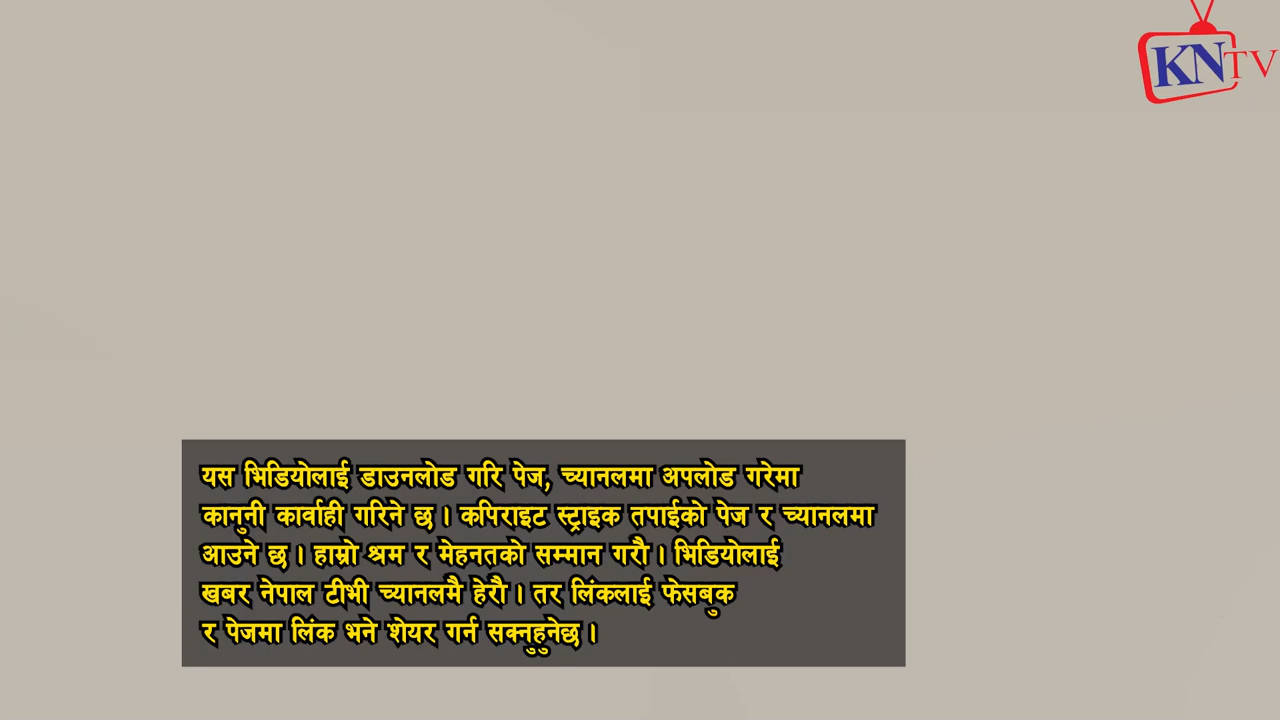 KNTV
यस भिडियोलाई डाउनलोड गरि पेज, च्यानलमा अपलोड गरेमा
कानुनी कार्वाही गरिने छ । कपिराइट स्ट्राइक तपाईको पेज र च्यानलमा
आउने छ । हाम्रो श्रम र मेहनतको सम्मान गरौ । भिडियोलाई
खबर नेपाल टीभी च्यानलमै हेरौ । तर लिंकलाई फेसबुक
र पेजमा लिंक भने शेयर गर्न सक्नुहुनेछ ।